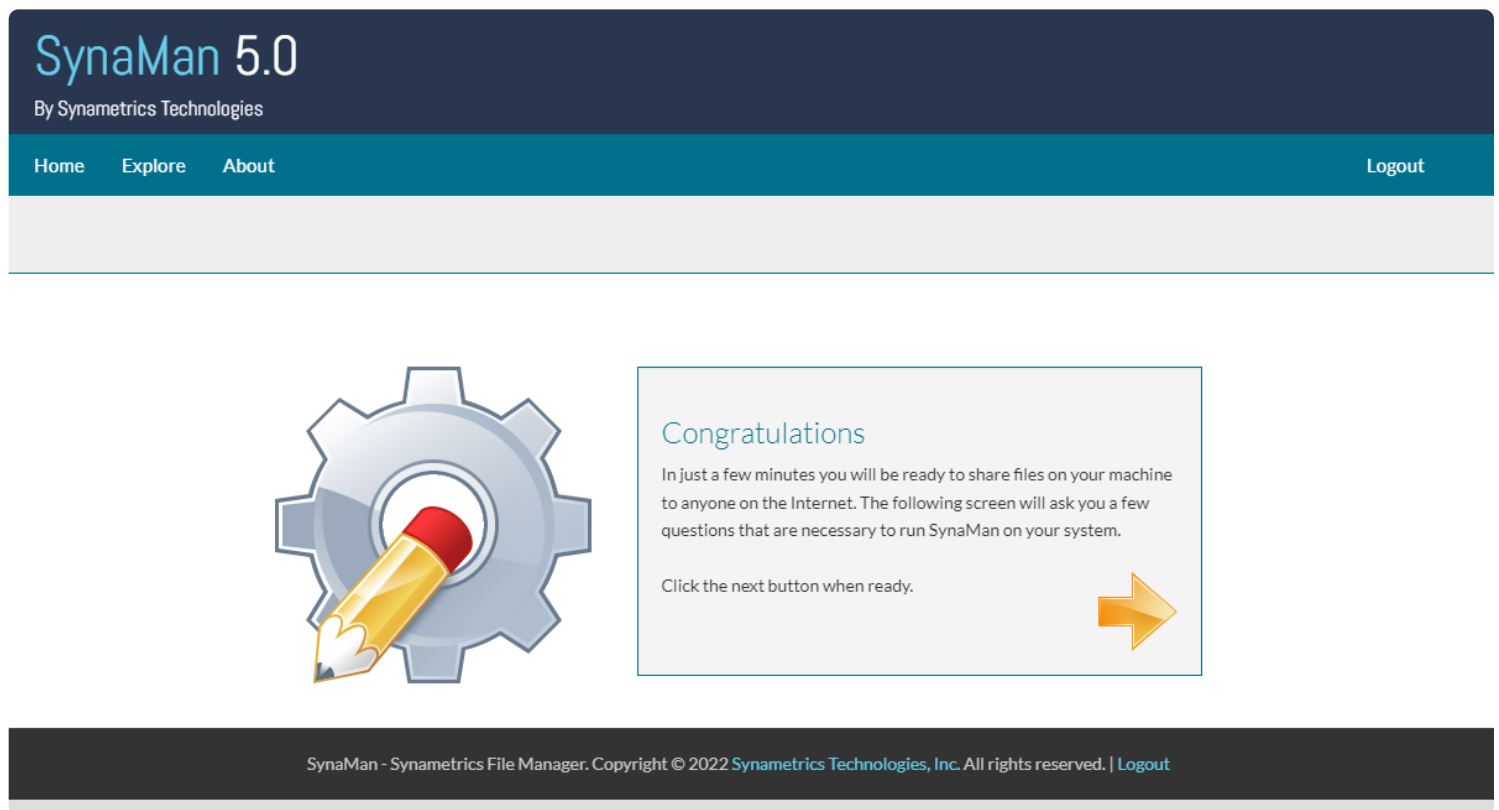 SynaMan 5.0
By Synametrics Technologies
Home Explore About Logout
Congratulations
In just a few minutes you will be ready to share files on your machine
to anyone on the Internet. The following screen will ask you a few
questions that are necessary to run SynaMan on your system.
Click the next button when ready.
SynaMan - Synametrics File Manager. Copyright © 2022 Synametrics Technologies, Inc. All rights reserved. | Logout